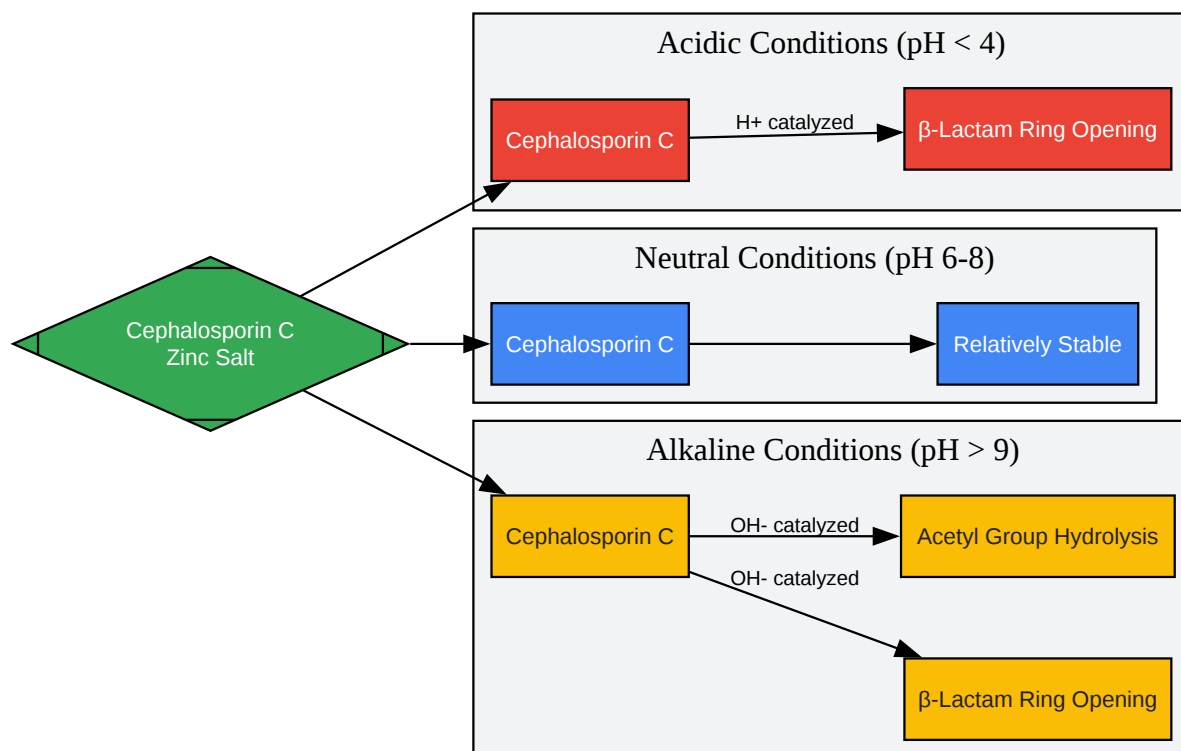 Acidic Conditions (pH < 4)
Cephalosporin C
H+ catalyzed
β-Lactam Ring Opening
Neutral Conditions (pH 6-8)
Cephalosporin C
Zinc Salt
Cephalosporin C
Relatively Stable
Alkaline Conditions (pH > 9)
Cephalosporin C
OH- catalyzed
Acetyl Group Hydrolysis
OH- catalyzed
β-Lactam Ring Opening